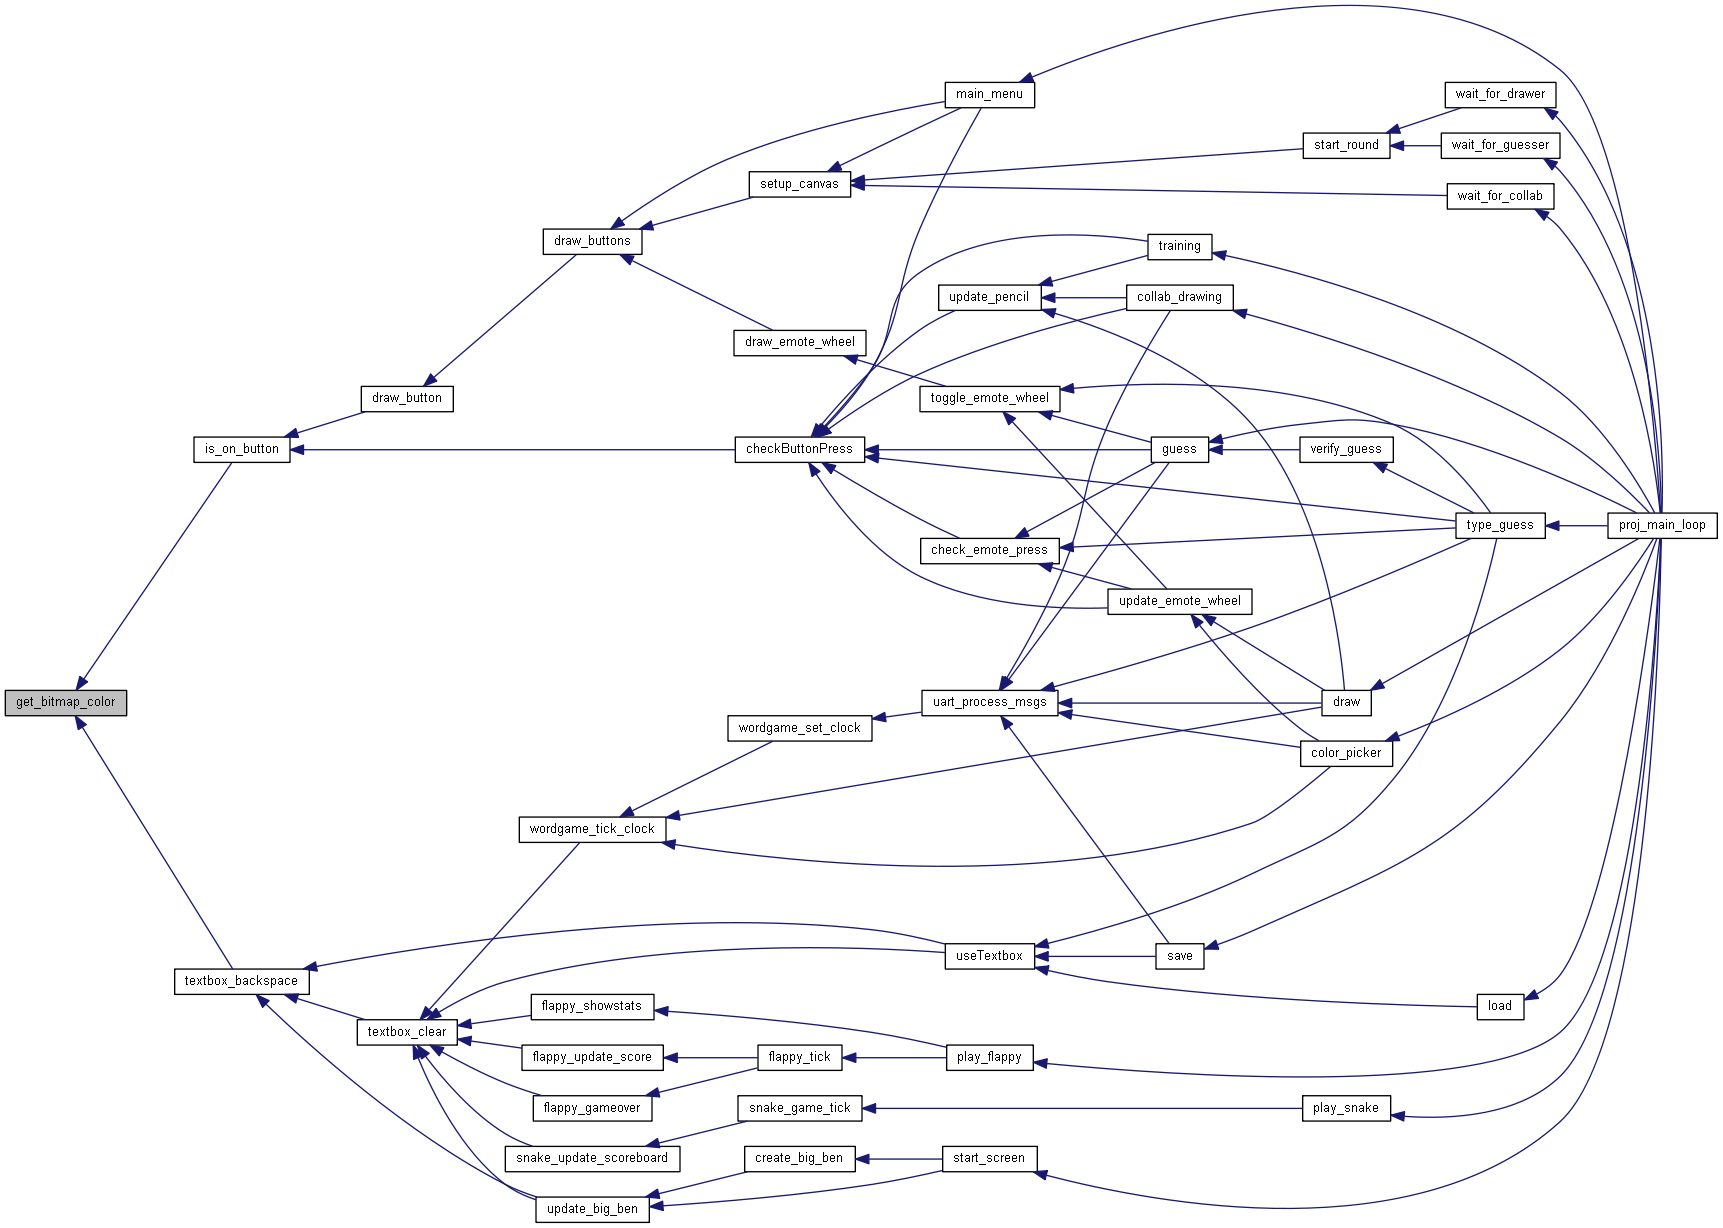 main_menu
wait_for_drawer
start_round
wait_for_guesser
setup_canvas
wait_for_collab
draw_buttons
training
update_pencil
collab_drawing
draw_emote_wheel
draw_button
toggle_emote_wheel
is_on_button
checkButtonPress
guess
verify_guess
type_guess
proj_main_loop
check_emote_press
update_emote_wheel
get_bitmap_color
uart_process_msgs
draw
wordgame_set_clock
color_picker
wordgame_tick_clock
useTextbox
save
textbox_backspace
flappy_showstats
load
textbox_clear
flappy_update_score
flappy_tick
play_flappy
flappy_gameover
snake_game_tick
play_snake
snake_update_scoreboard
create_big_ben
start_screen
update_big_ben